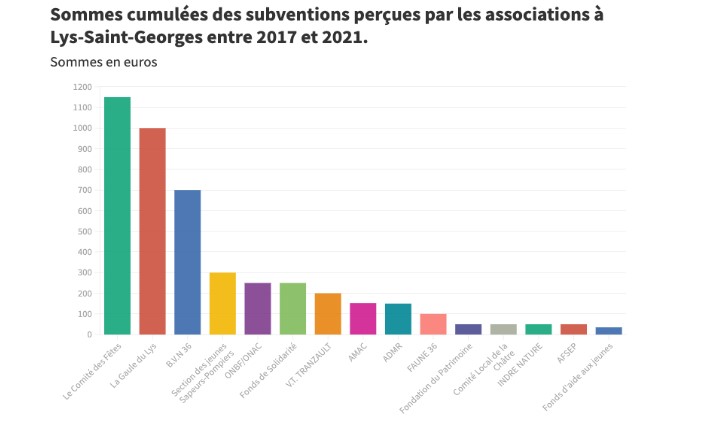 Sommes cumulées des subventions perçues par les associations à
Lys-Saint-Georges entre 2017 et 2021.
Sommes en euros
1200
1100
1000
900
800
700
600
500
400
300
200
100
0
Le Comité des Fêtes
La Gaule du Lys
B.V.N 36
Section des jeunes
Sapeurs-Pompiers
ONBF/ONAC
Fonds de Solidarité
V.T. TRANZAULT
AMAC
ADMR
FAUNE 36
Fondation du Patrimoine
Comité Local de la
Châtre
INDRE NATURE
AFSEP
Fonds d'aide aux jeunes